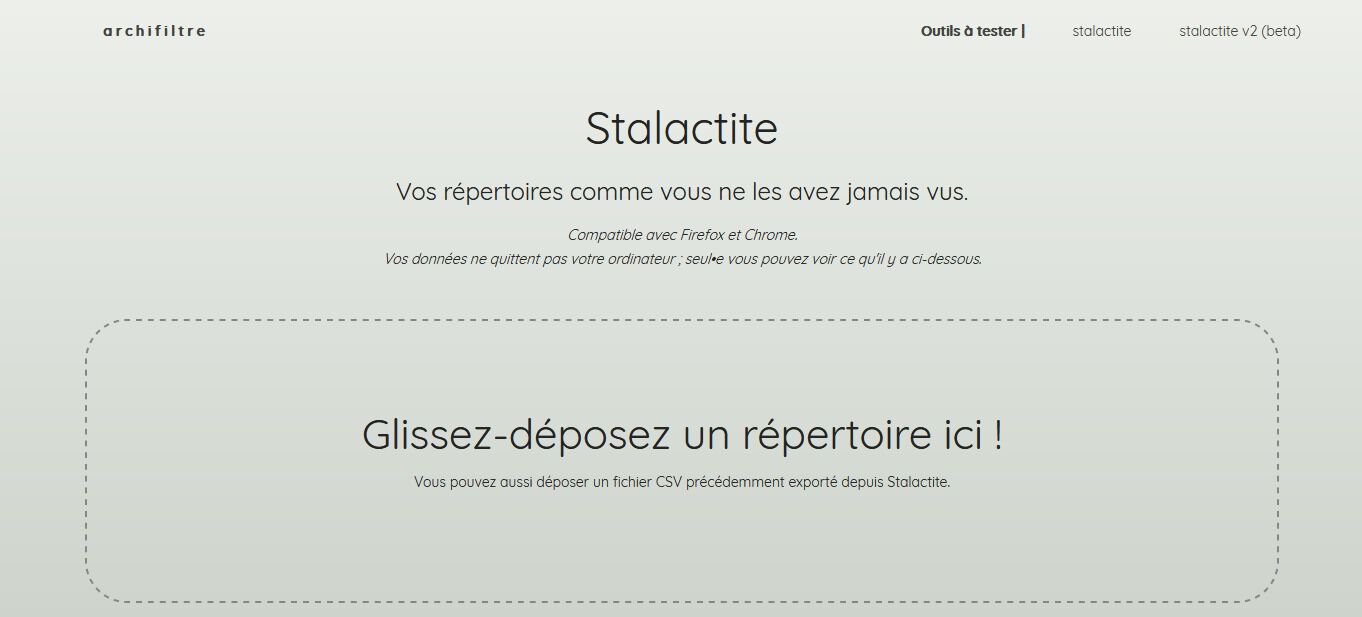 archifiltre
Outils à tester |
stalactite
stalactite v2 (beta)
Stalactite
Vos répertoires comme vous ne les avez jamais vus.
Compatible avec Firefox et Chrome.
Vos données ne quittent pas votre ordinateur ; seul•e vous pouvez voir ce qu'il y a ci-dessous.
Glissez-déposez un répertoire ici !
Vous pouvez aussi déposer un fichier CSV précédemment exporté depuis Stalactite.